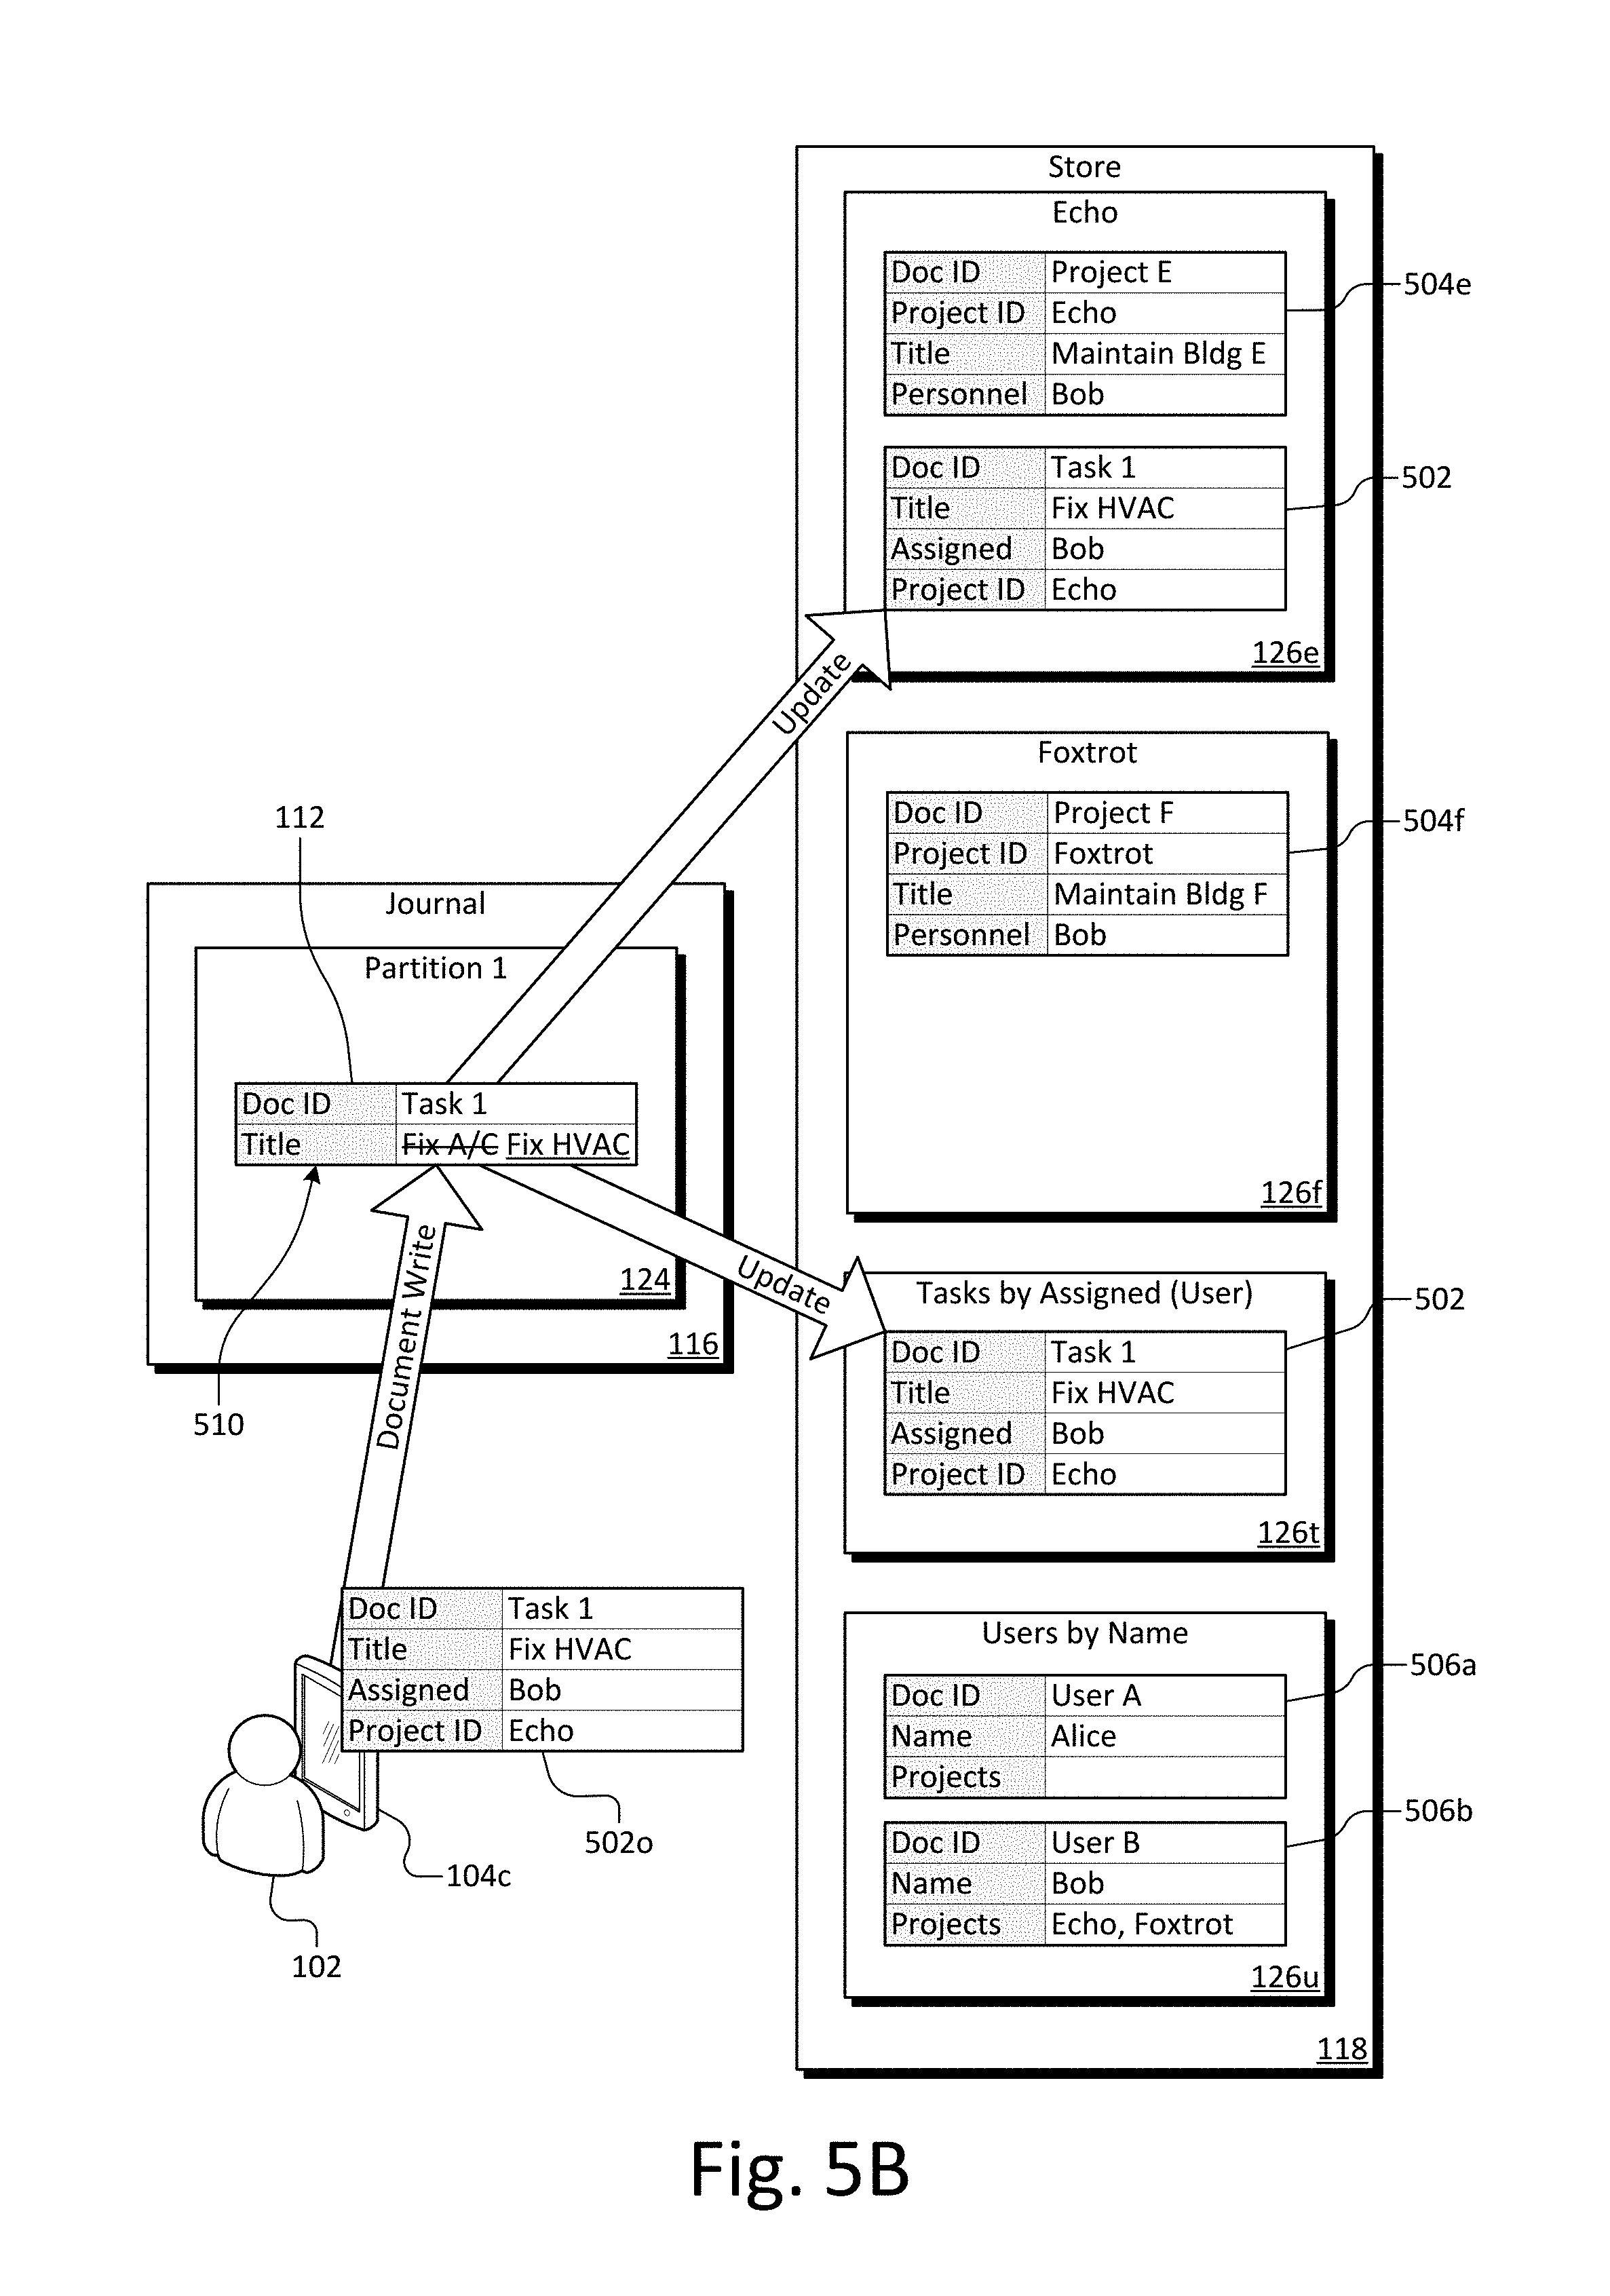 Store
Echo
Doc ID Project E
Project ID Echo
Title Maintain Bldg E
Personnel Bob
504e
Doc ID Task 1
Title Fix HVAC
Assigned Bob
Project ID Echo
502
126e
Update
Foxtrot
Doc ID Project F
Project ID Foxtrot
Title Maintain Bldg F
Personnel Bob
504f
126f
112
Journal
Partition 1
Doc ID Task 1
Title Fix A/C Fix HVAC
124
116
510
Document Write
Update
Tasks by Assigned (User)
Doc ID Task 1
Title Fix HVAC
Assigned Bob
Project ID Echo
502
126t
Doc ID Task 1
Title Fix HVAC
Assigned Bob
Project ID Echo
502o
104c
102
Users by Name
Doc ID User A
Name Alice
Projects
506a
Doc ID User B
Name Bob
Projects Echo, Foxtrot
506b
126u
118
Fig. 5B